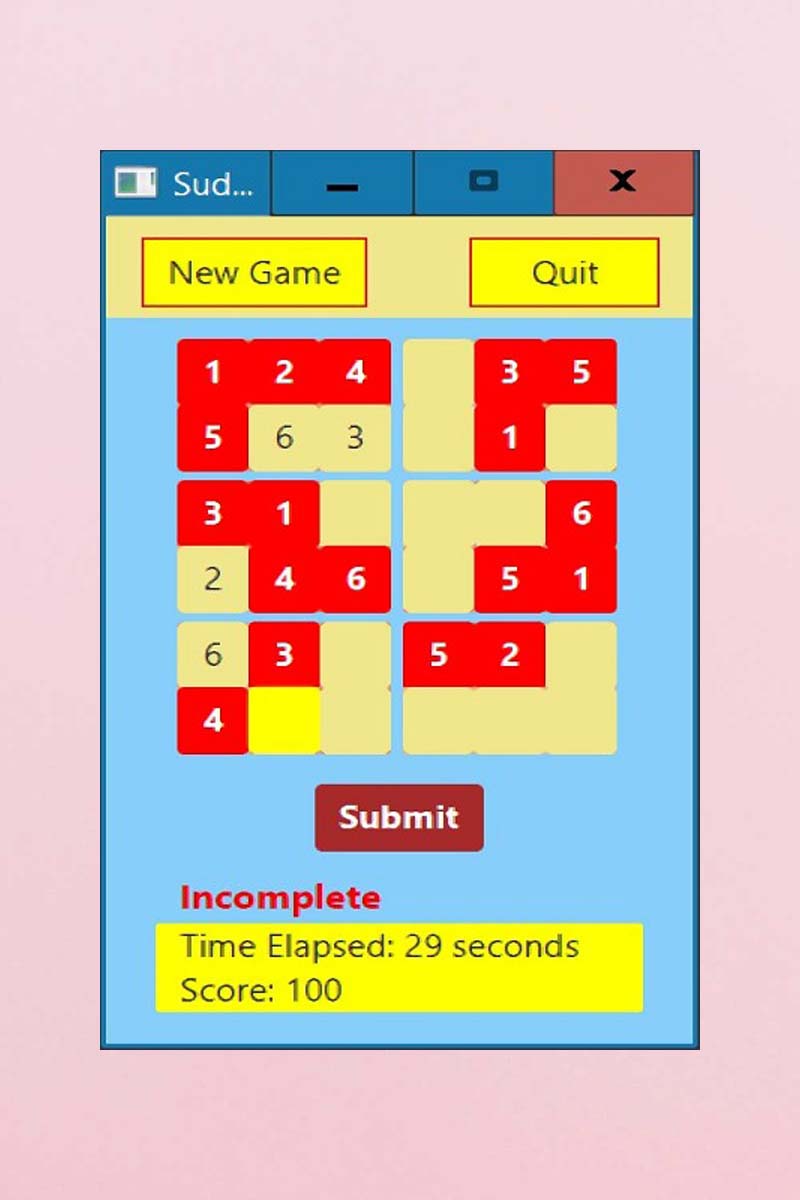 Sud...
New Game Quit
1 2 4 3 5
5 6 3 1
3 1 6
2 4 6 5 1
6 3 5 2
4
Submit
Incomplete
Time Elapsed: 29 seconds
Score: 100